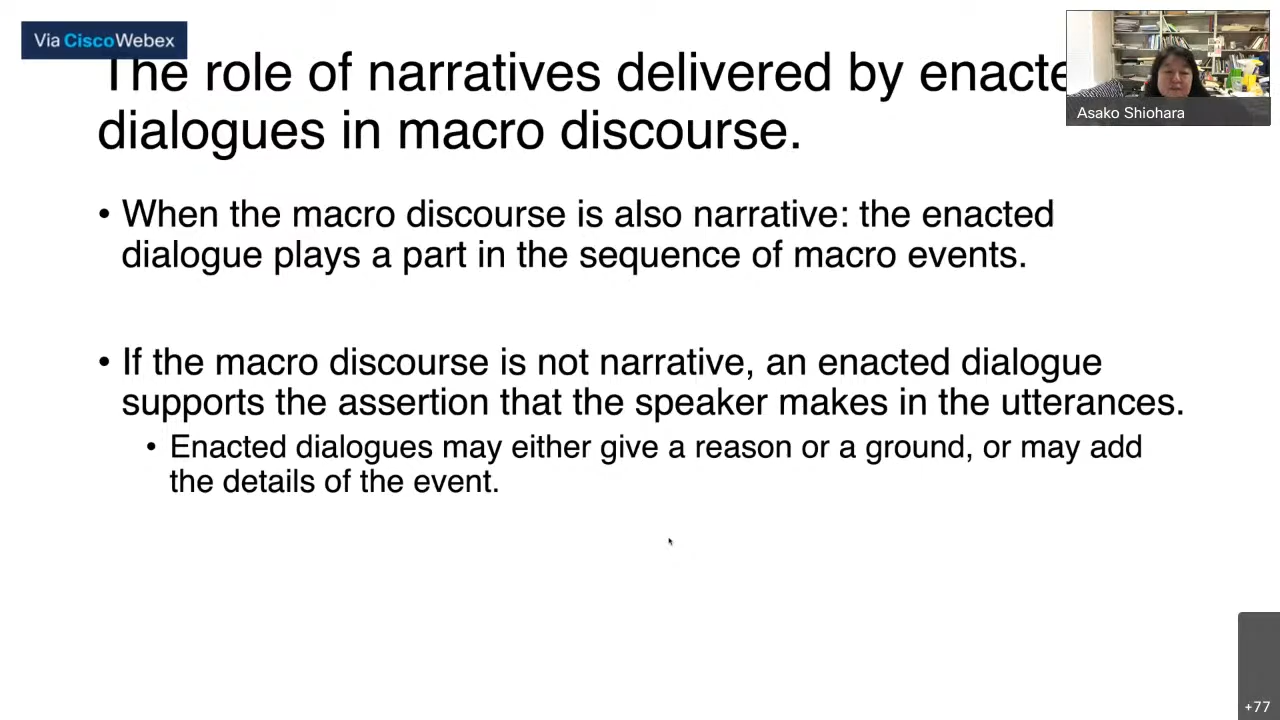 Via CiscoWebex
The role of narratives delivered by enacte
dialogues in macro discourse.
Asako Shiohara
• When the macro discourse is also narrative: the enacted
dialogue plays a part in the sequence of macro events.
• If the macro discourse is not narrative, an enacted dialogue
supports the assertion that the speaker makes in the utterances.
• Enacted dialogues may either give a reason or a ground, or may add
the details of the event.
+77